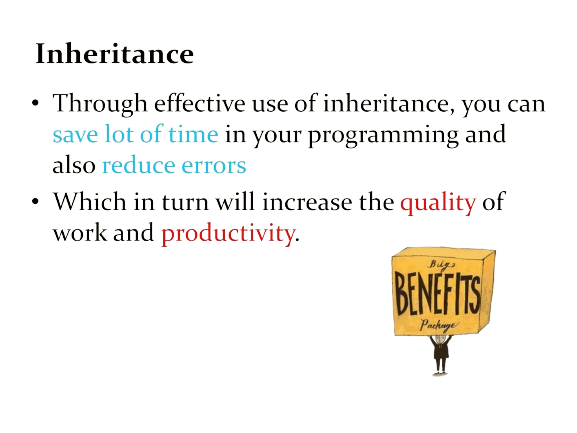 Inheritance
• Through effective use of inheritance, you can
save lot of time in your programming and
also reduce errors
• Which in turn will increase the quality of
work and productivity.
Big
BENEFITS
Package